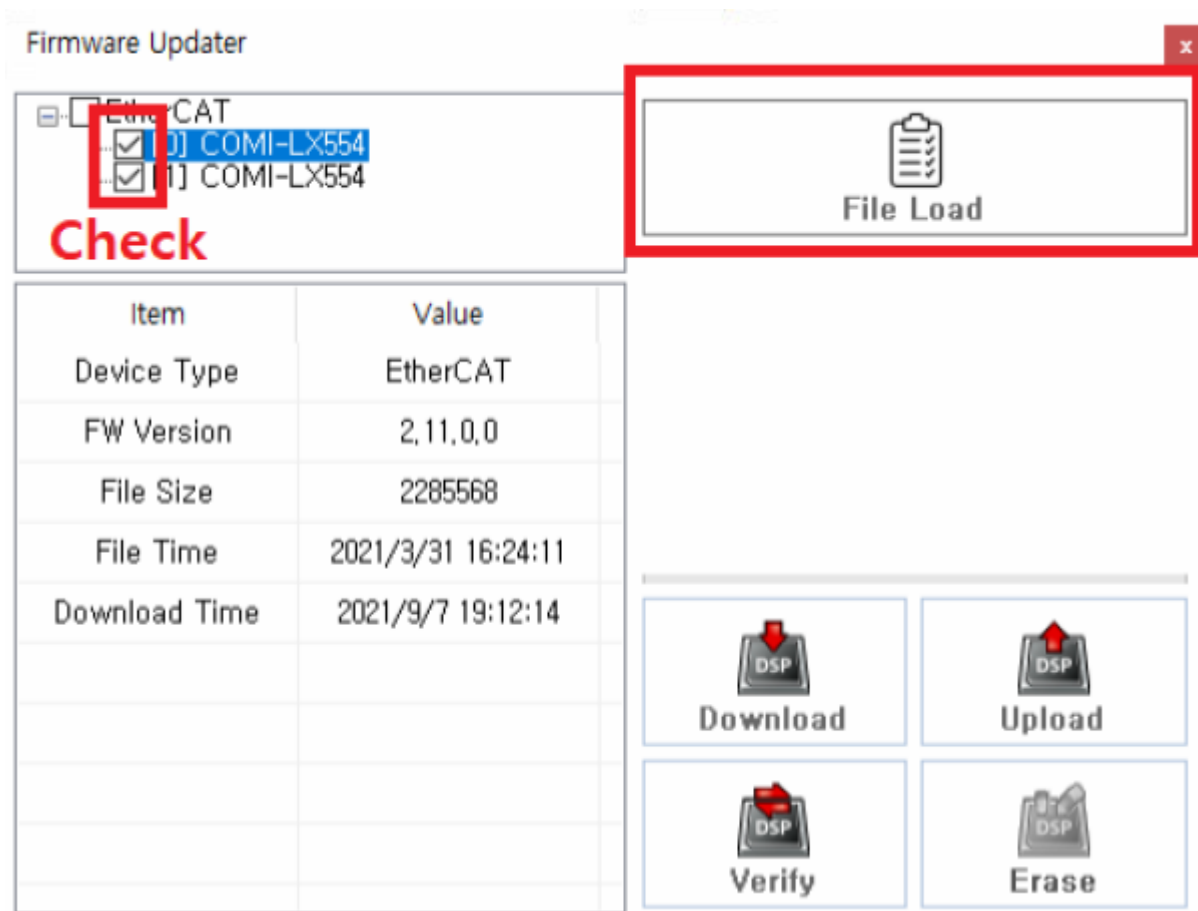 Firmware Updater
x
EtherCAT
[0] COMI-LX554
[1] COMI-LX554
Check
File Load
Item Value
Device Type EtherCAT
FW Version 2,11,0,0
File Size 2285568
File Time 2021/3/31 16:24:11
Download Time 2021/9/7 19:12:14
DSP DSP
Download Upload
DSP DSP
Verify Erase